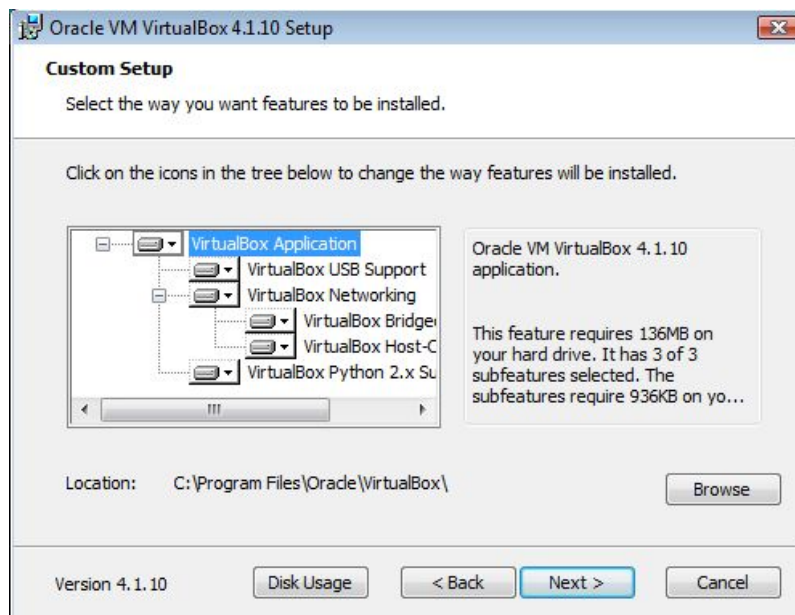 Oracle VM VirtualBox 4.1.10 Setup
Custom Setup
Select the way you want features to be installed.
Click on the icons in the tree below to change the way features will be installed.
VirtualBox Application
VirtualBox USB Support
VirtualBox Networking
VirtualBox Bridge
VirtualBox Host-C
VirtualBox Python 2.x Su
Oracle VM VirtualBox 4.1.10
application.
This feature requires 136MB on
your hard drive. It has 3 of 3
subfeatures selected. The
subfeatures require 936KB on yo...
Location: C:\Program Files\Oracle\VirtualBox\
Browse
Version 4.1.10
Disk Usage
< Back
Next >
Cancel